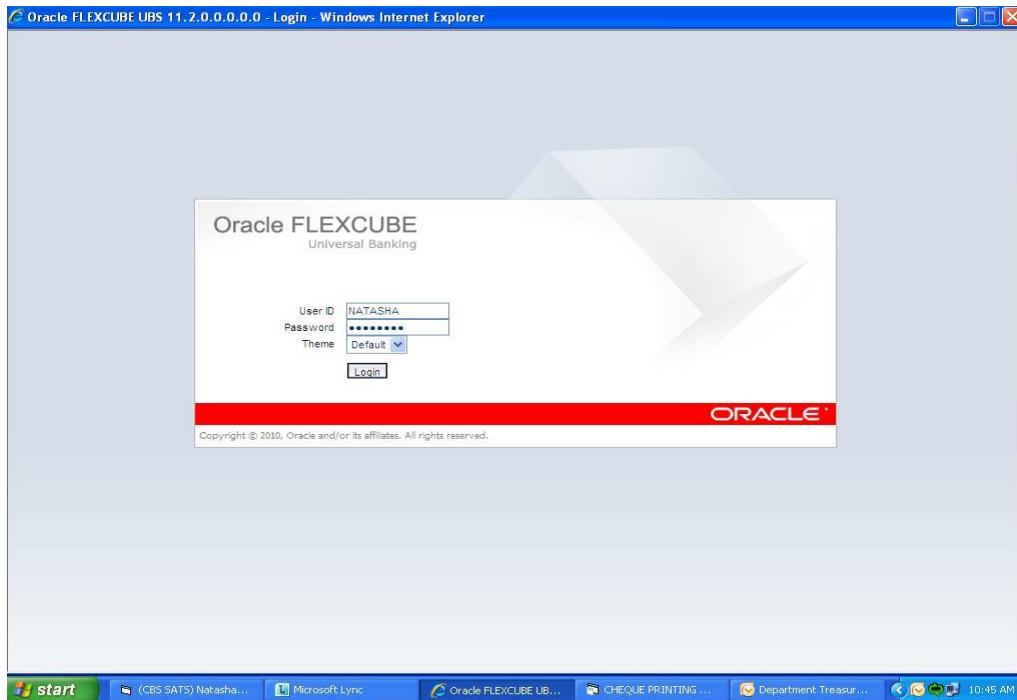 Oracle FLEXCUBE UBS 11.2.0.0.0.0.0 - Login - Windows Internet Explorer
Oracle FLEXCUBE
Universal Banking
User ID NATASHA
Password ••••••••
Theme Default
Login
ORACLE
Copyright © 2010, Oracle and/or its affiliates. All rights reserved.
start (CBS SATS) Natasha... Microsoft Lync Oracle FLEXCUBE UB... CHEQUE PRINTING ... Department Treasur... 10:45 AM